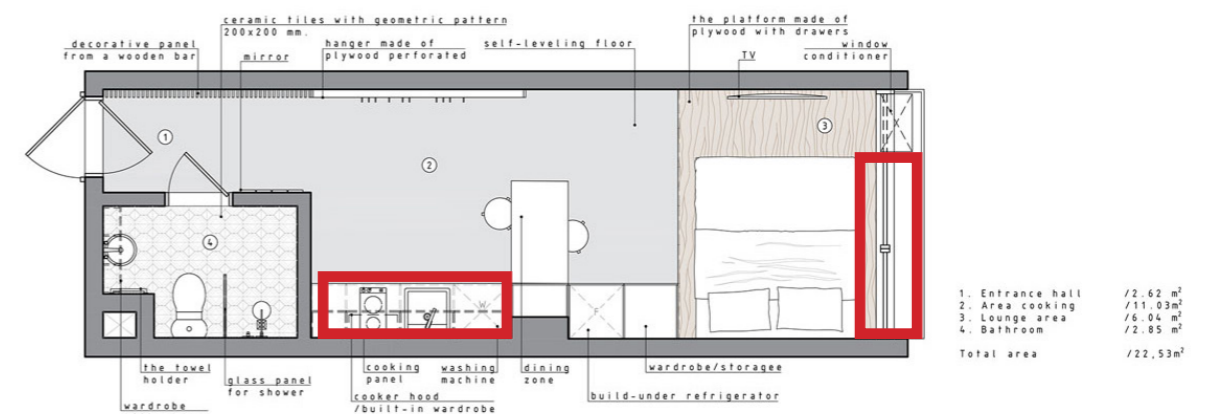 ceramic tiles with geometric pattern
200x200 mm.
the platform made of
plywood with drawers
decorative panel
from a wooden bar
mirror
hanger made of
plywood perforated
self-leveling floor
TV
window
conditioner
1
2
3
4
W
F
1. Entrance hall /2.62 m²
2. Area cooking /11.03m²
3. Lounge area /6.04 m²
4. Bathroom /2.85 m²
Total area /22,53m²
the towel
holder
wardrobe
glass panel
for shower
cooking
panel
cooker hood
/built-in wardrobe
washing
machine
dining
zone
build-under refrigerator
wardrobe/storagee